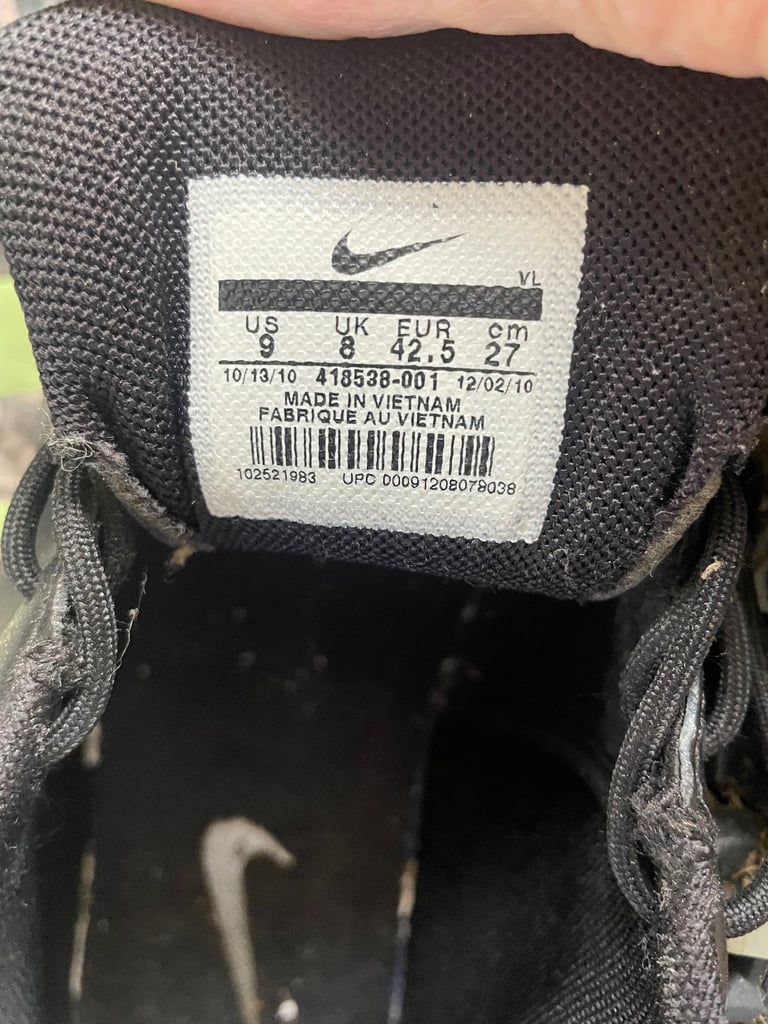 VL
US UK EUR cm
9 8 42.5 27
10/13/10 418538-001 12/02/10
MADE IN VIETNAM
FABRIQUE AU VIETNAM
102521983 UPC 00091208079038